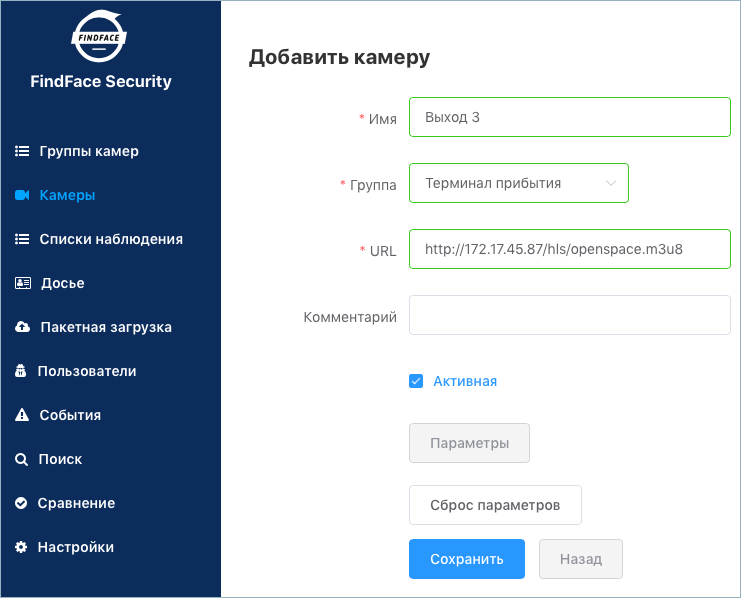 FINDFACE
FindFace Security
Группы камер
Камеры
Списки наблюдения
Досье
Пакетная загрузка
Пользователи
События
Поиск
Сравнение
Настройки
Добавить камеру
* Имя
Выход 3
* Группа
Терминал прибытия
* URL
http://172.17.45.87/hls/openspace.m3u8
Комментарий
Активная
Параметры
Сброс параметров
Сохранить
Назад